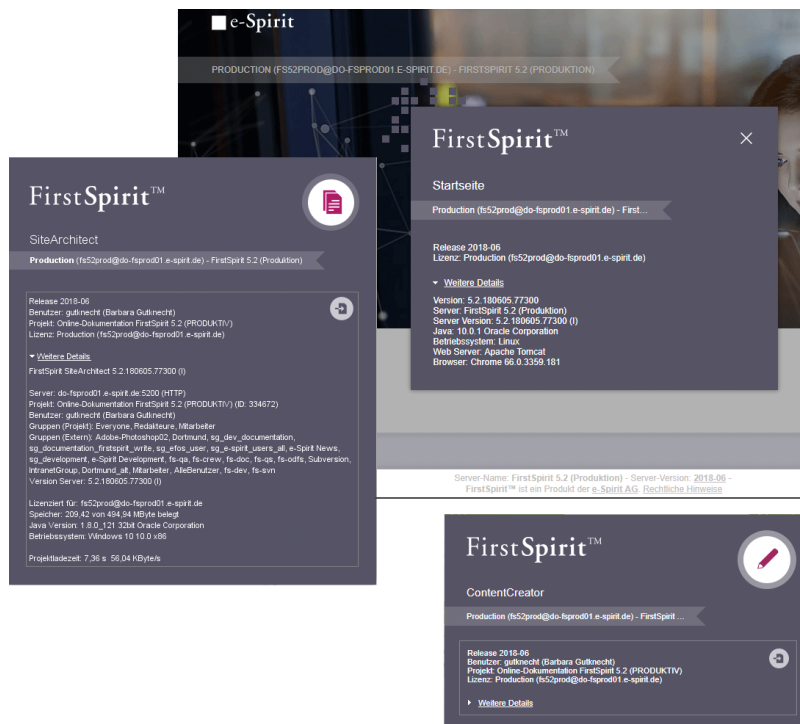 e-Spirit
PRODUCTION (FS52PROD@DO-FSPROD01.E-SPIRIT.DE) - FIRSTSPIRIT 5.2 (PRODUKTION)
FirstSpirit™
Startseite
Production (fs52prod@do-fsprod01.e-spirit.de) - First...
Release 2018-06
Lizenz: Production (fs52prod@do-fsprod01.e-spirit.de)
Weitere Details
Version: 5.2.180605.77300
Server: FirstSpirit 5.2 (Produktion)
Server Version: 5.2.180605.77300 (I)
Java: 10.0.1 Oracle Corporation
Betriebssystem: Linux
Web Server: Apache Tomcat
Browser: Chrome 66.0.3359.181
FirstSpirit™
SiteArchitect
Production (fs52prod@do-fsprod01.e-spirit.de) - FirstSpirit 5.2 (Produktion)
Release 2018-06
Benutzer: gutknecht (Barbara Gutknecht)
Projekt: Online-Dokumentation FirstSpirit 5.2 (PRODUKTIV)
Lizenz: Production (fs52prod@do-fsprod01.e-spirit.de)
Weitere Details
FirstSpirit SiteArchitect 5.2.180605.77300 (I)
Server: do-fsprod01.e-spirit.de:5200 (HTTP)
Projekt: Online-Dokumentation FirstSpirit 5.2 (PRODUKTIV) (ID: 334672)
Benutzer: gutknecht (Barbara Gutknecht)
Gruppen (Projekt): Everyone, Redakteure, Mitarbeiter
Gruppen (Extern): Adobe-Photoshop02, Dortmund, sg_dev_documentation,
sg_documentation_firstspirit_write, sg_efos_user, sg_e-spirit_users_all, e-Spirit News,
sg_development, e-Spirit Development, fs-qa, fs-crew, fs-doc, fs-qs, fs-odfs, Subversion,
IntranetGroup, Dortmund_alt, Mitarbeiter, AlleBenutzer, fs-dev, fs-svn
Version Server: 5.2.180605.77300 (I)
Lizenziert für: fs52prod@do-fsprod01.e-spirit.de
Speicher: 209,42 von 494,94 MByte belegt
Java Version: 1.8.0_121 32bit Oracle Corporation
Betriebssystem: Windows 10 10.0 x86
Projektladezeit: 7,36 s 56,04 KByte/s
Server-Name: FirstSpirit 5.2 (Produktion) - Server-Version: 2018-06 -
FirstSpirit™ ist ein Produkt der e-Spirit AG. Rechtliche Hinweise
FirstSpirit™
ContentCreator
Production (fs52prod@do-fsprod01.e-spirit.de) - FirstSpirit ...
Release 2018-06
Benutzer: gutknecht (Barbara Gutknecht)
Projekt: Online-Dokumentation FirstSpirit 5.2 (PRODUKTIV)
Lizenz: Production (fs52prod@do-fsprod01.e-spirit.de)
Weitere Details